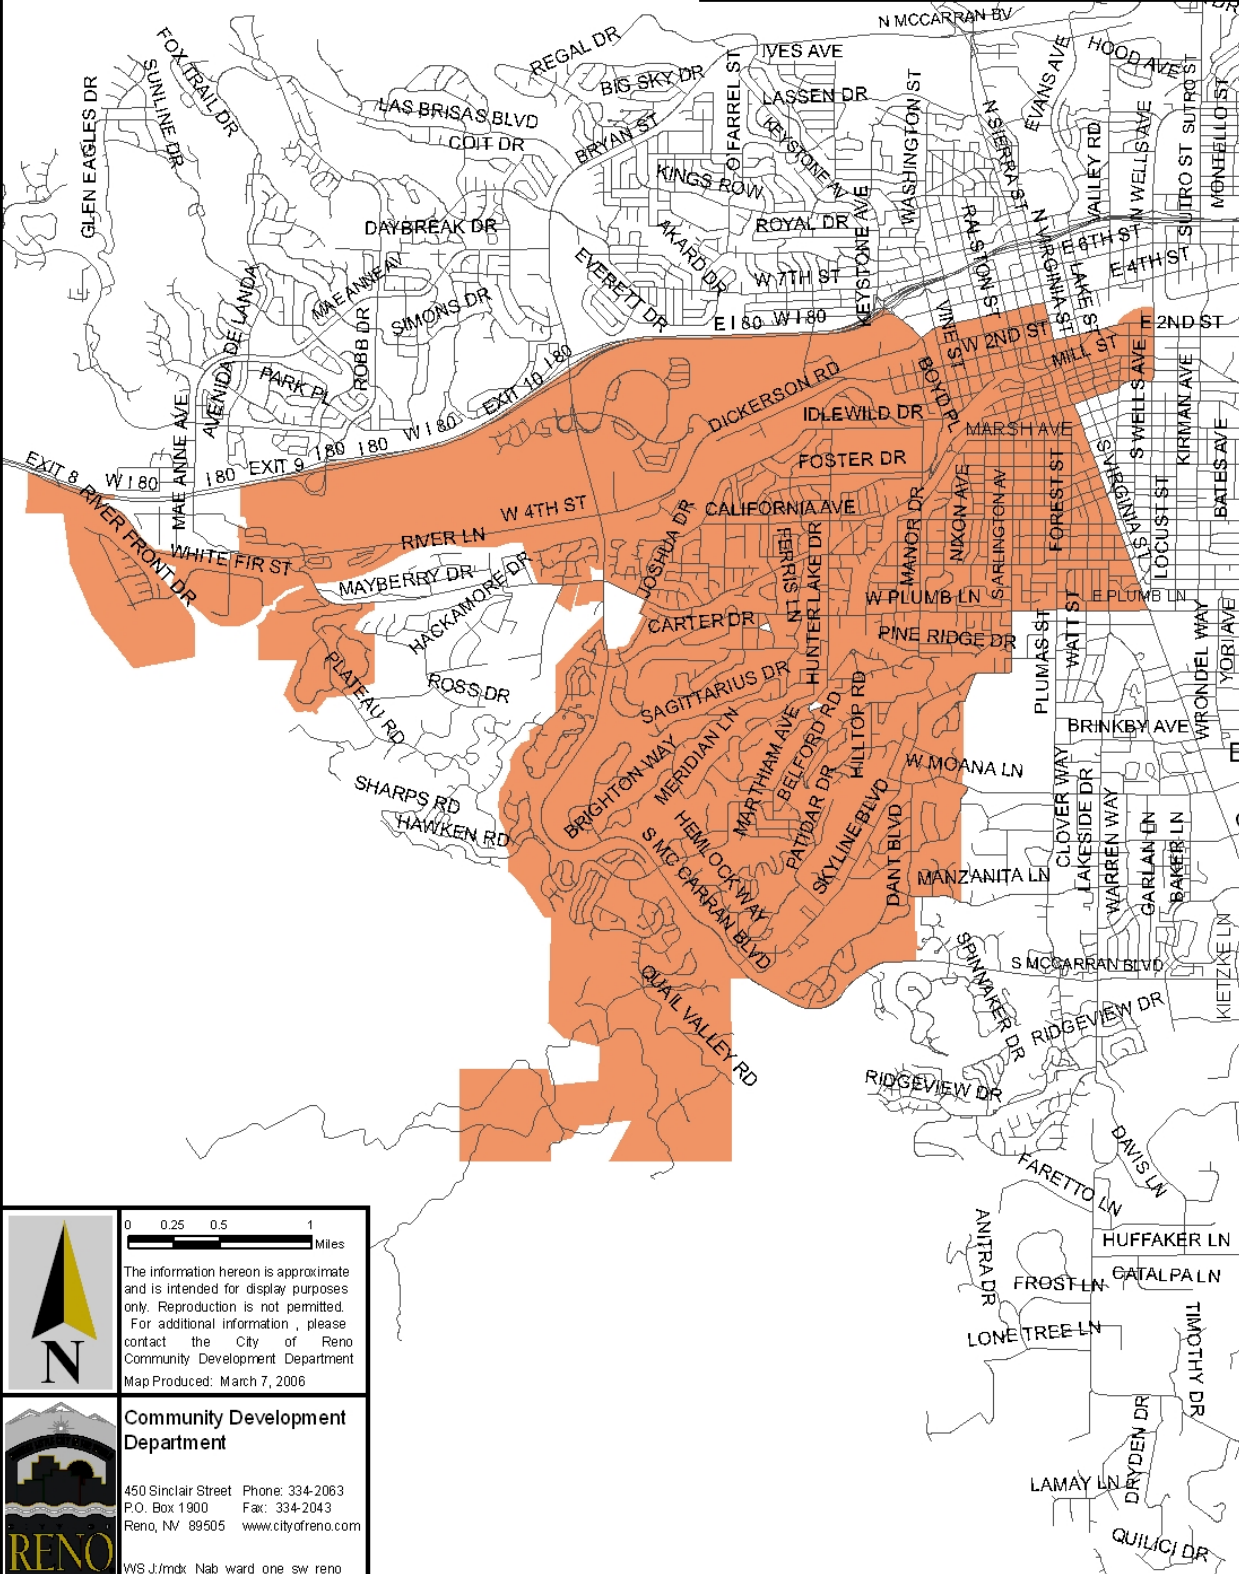 N MCCARRAN BV
DR
FOX TRAIL DR
REGAL DR
IVES AVE
EVANS AVE
HOOD AVE
SUNLINE DR
BIG SKY DR
O'FARREL ST
LASSEN DR
WASHINGTON ST
GLEN EAGLES DR
LAS BRISAS BLVD
COIT DR
BRYAN ST
KEYSTONE AV
N SIERRA ST
VALLEY RD
N WELLS AVE
SUTRO ST
SUTRO ST
MONTELLO ST
KINGS ROW
DAYBREAK DR
AKARD DR
ROYAL DR
KEYSTONE AVE
RALSTON ST
N VIRGINIA ST
E 6TH ST
E 4TH ST
LAKE ST
MAE ANNE AV
EVERETT DR
W 7TH ST
AVENIDA DE LANDA
SIMONS DR
ROBB DR
E I 80
W I 80
VINE ST
W 2ND ST
E 2ND ST
MILL ST
PARK PL
EXIT 10
I 80
DICKERSON RD
BOYD PL
S WELLS AVE
KIRMAN AVE
MAE ANNE AVE
W I 80
IDLEWILD DR
MARSH AVE
BATES AVE
EXIT 8
W I 80
I 80
EXIT 9
I 80
I 80
FOSTER DR
FOREST ST
S VIRGINIA ST
LOCUST ST
RIVER FRONT DR
W 4TH ST
CALIFORNIA AVE
MANOR DR
NIXON AVE
S ARLINGTON AV
WHITE FIR ST
RIVER LN
JOSHUA DR
FERRIS LN
HUNTER LAKE DR
MAYBERRY DR
HACKAMORE DR
W PLUMB LN
E PLUMB LN
CARTER DR
PINE RIDGE DR
PLUMAS ST
WATT ST
WRONDEL WAY
YORI AVE
PLATEAU RD
ROSS DR
SAGITTARIUS DR
HILLTOP RD
BRINKBY AVE
MERIDIAN LN
MARTHIAM AVE
BELFORD RD
BRIGHTON WAY
W MOANA LN
SHARPS RD
PATIDAR DR
SKYLINE BLVD
DANT BLVD
CLOVER WAY
LAKESIDE DR
WARREN WAY
GARLAN LN
BAKER LN
HAWKEN RD
HEMLOCK WAY
S MC CARRAN BLVD
MANZANITA LN
SPINNAKER DR
S MCCARRAN BLVD
KIETZKE LN
QUAIL VALLEY RD
RIDGEVIEW DR
RIDGEVIEW DR
DAVIS LN
FARETTO LN
ANITRA DR
HUFFAKER LN
FROST LN
CATALPA LN
LONE TREE LN
TIMOTHY DR
DRYDEN DR
LAMAY LN
QUILICI DR
0 0.25 0.5 1
Miles
The information hereon is approximate
and is intended for display purposes
only. Reproduction is not permitted.
For additional information , please
contact the City of Reno
Community Development Department
Map Produced: March 7, 2006
N
Community Development
Department
450 Sinclair Street Phone: 334-2063
P.O. Box 1900 Fax: 334-2043
Reno, NV 89505 www.cityofreno.com
RENO
WS J:/mdx Nab ward one sw reno